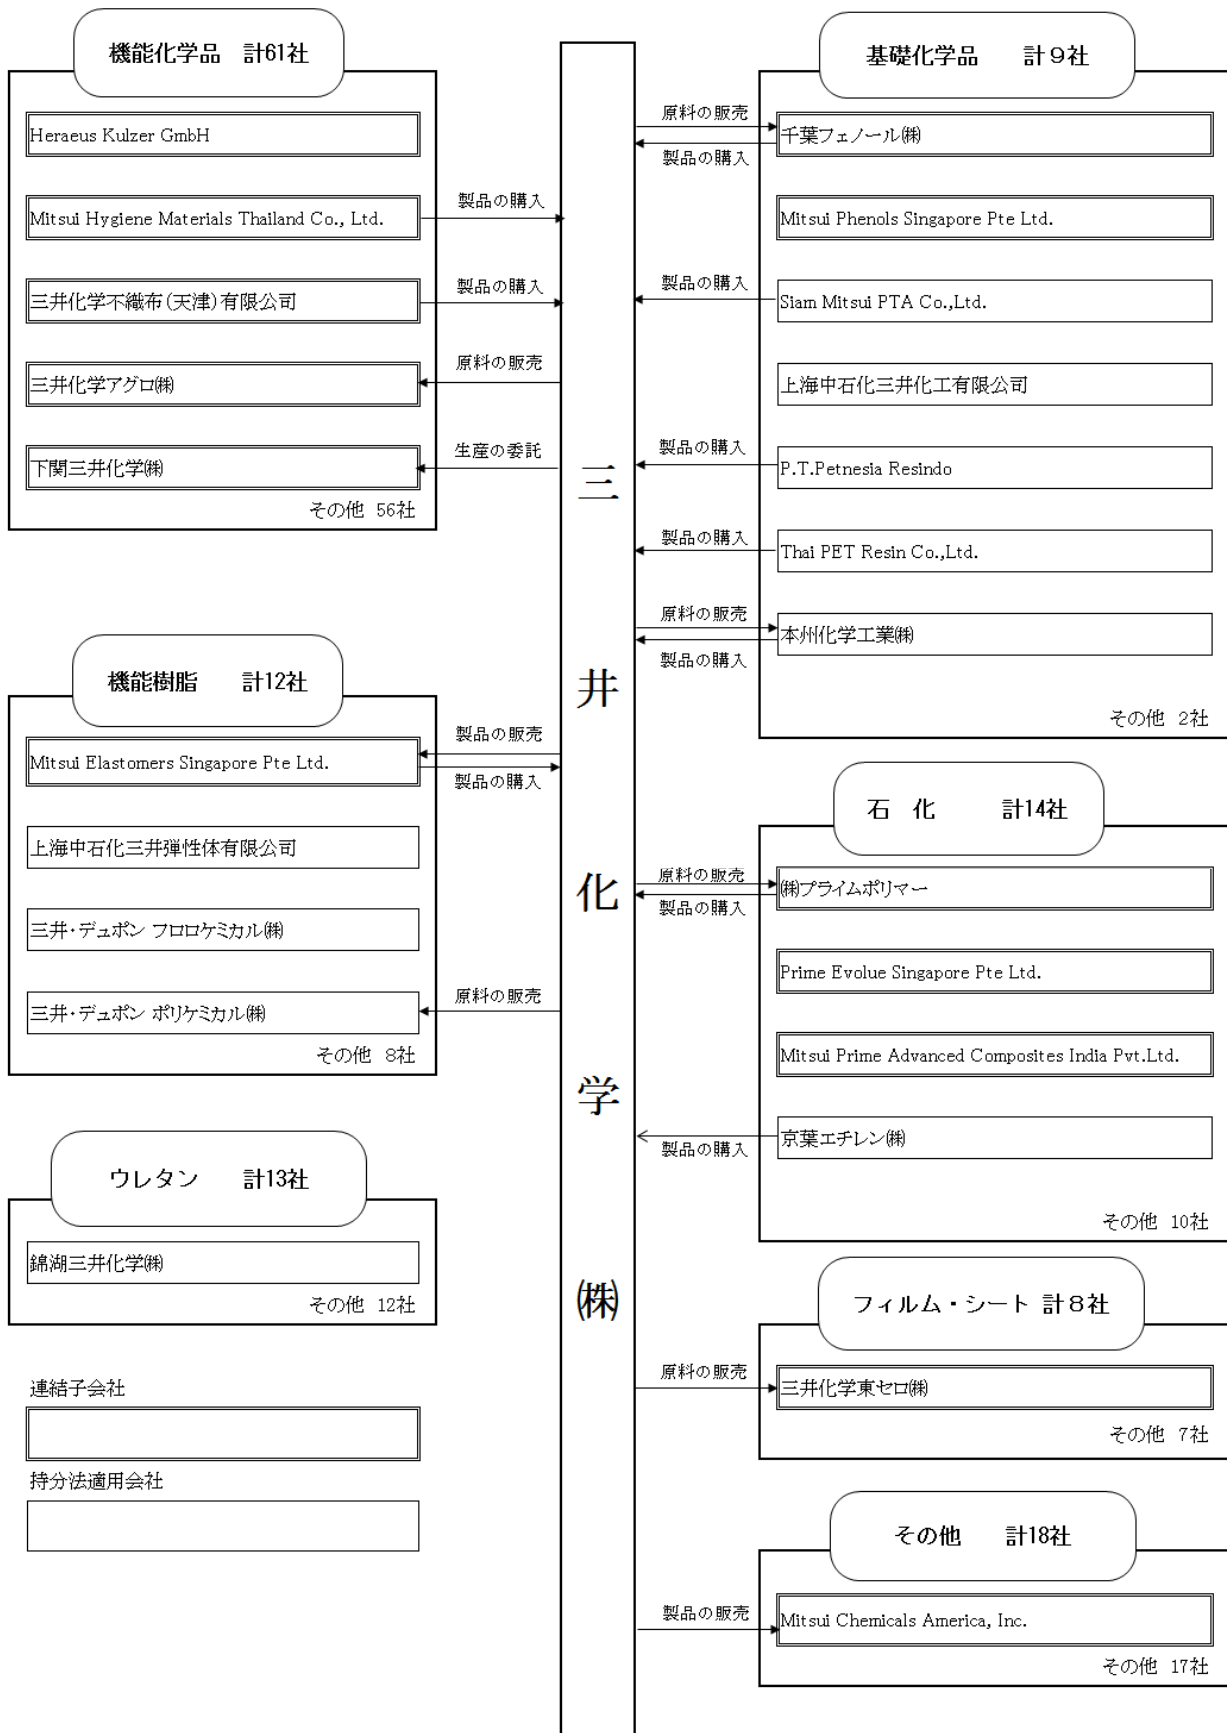 機能化学品　計61社
Heraeus Kulzer GmbH
Mitsui Hygiene Materials Thailand Co., Ltd.
製品の購入
三井化学不織布(天津)有限公司
製品の購入
三井化学アグロ㈱
原料の販売
下関三井化学㈱
生産の委託
その他 56社
機能樹脂　計12社
Mitsui Elastomers Singapore Pte Ltd.
製品の販売
製品の購入
上海中石化三井弾性体有限公司
三井・デュポン フロロケミカル㈱
三井・デュポン ポリケミカル㈱
原料の販売
その他 8社
ウレタン　計13社
錦湖三井化学㈱
その他 12社
連結子会社
持分法適用会社
三井化学㈱
基礎化学品　計９社
原料の販売
千葉フェノール㈱
製品の購入
Mitsui Phenols Singapore Pte Ltd.
製品の購入
Siam Mitsui PTA Co.,Ltd.
上海中石化三井化工有限公司
製品の購入
P.T.Petnesia Resindo
製品の購入
Thai PET Resin Co.,Ltd.
原料の販売
本州化学工業㈱
製品の購入
その他 2社
石　化　計14社
原料の販売
㈱プライムポリマー
製品の購入
Prime Evolue Singapore Pte Ltd.
Mitsui Prime Advanced Composites India Pvt.Ltd.
京葉エチレン㈱
製品の購入
その他 10社
フィルム・シート 計８社
原料の販売
三井化学東セロ㈱
その他 7社
その他　計18社
製品の販売
Mitsui Chemicals America, Inc.
その他 17社